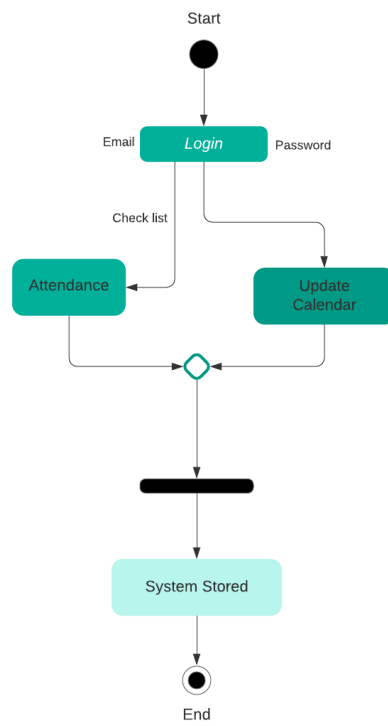 Start
Email
Login
Password
Check list
Attendance
Update
Calendar
System Stored
End